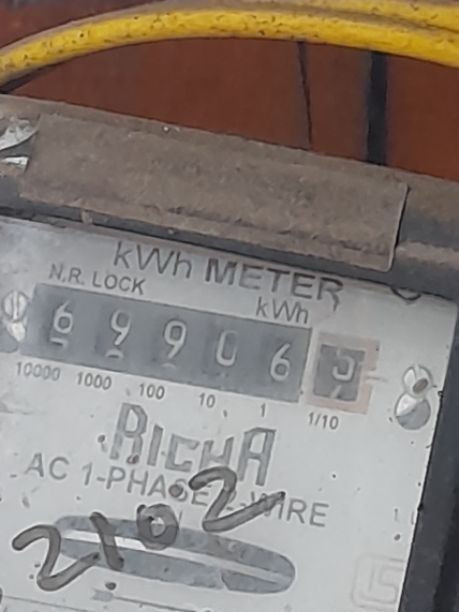 kWh METER
N.R. LOCK kWh
6 9 9 0 6
10000 1000 100 10 1 1/10
RICHA
AC 1-PHASE 2-WIRE
2102